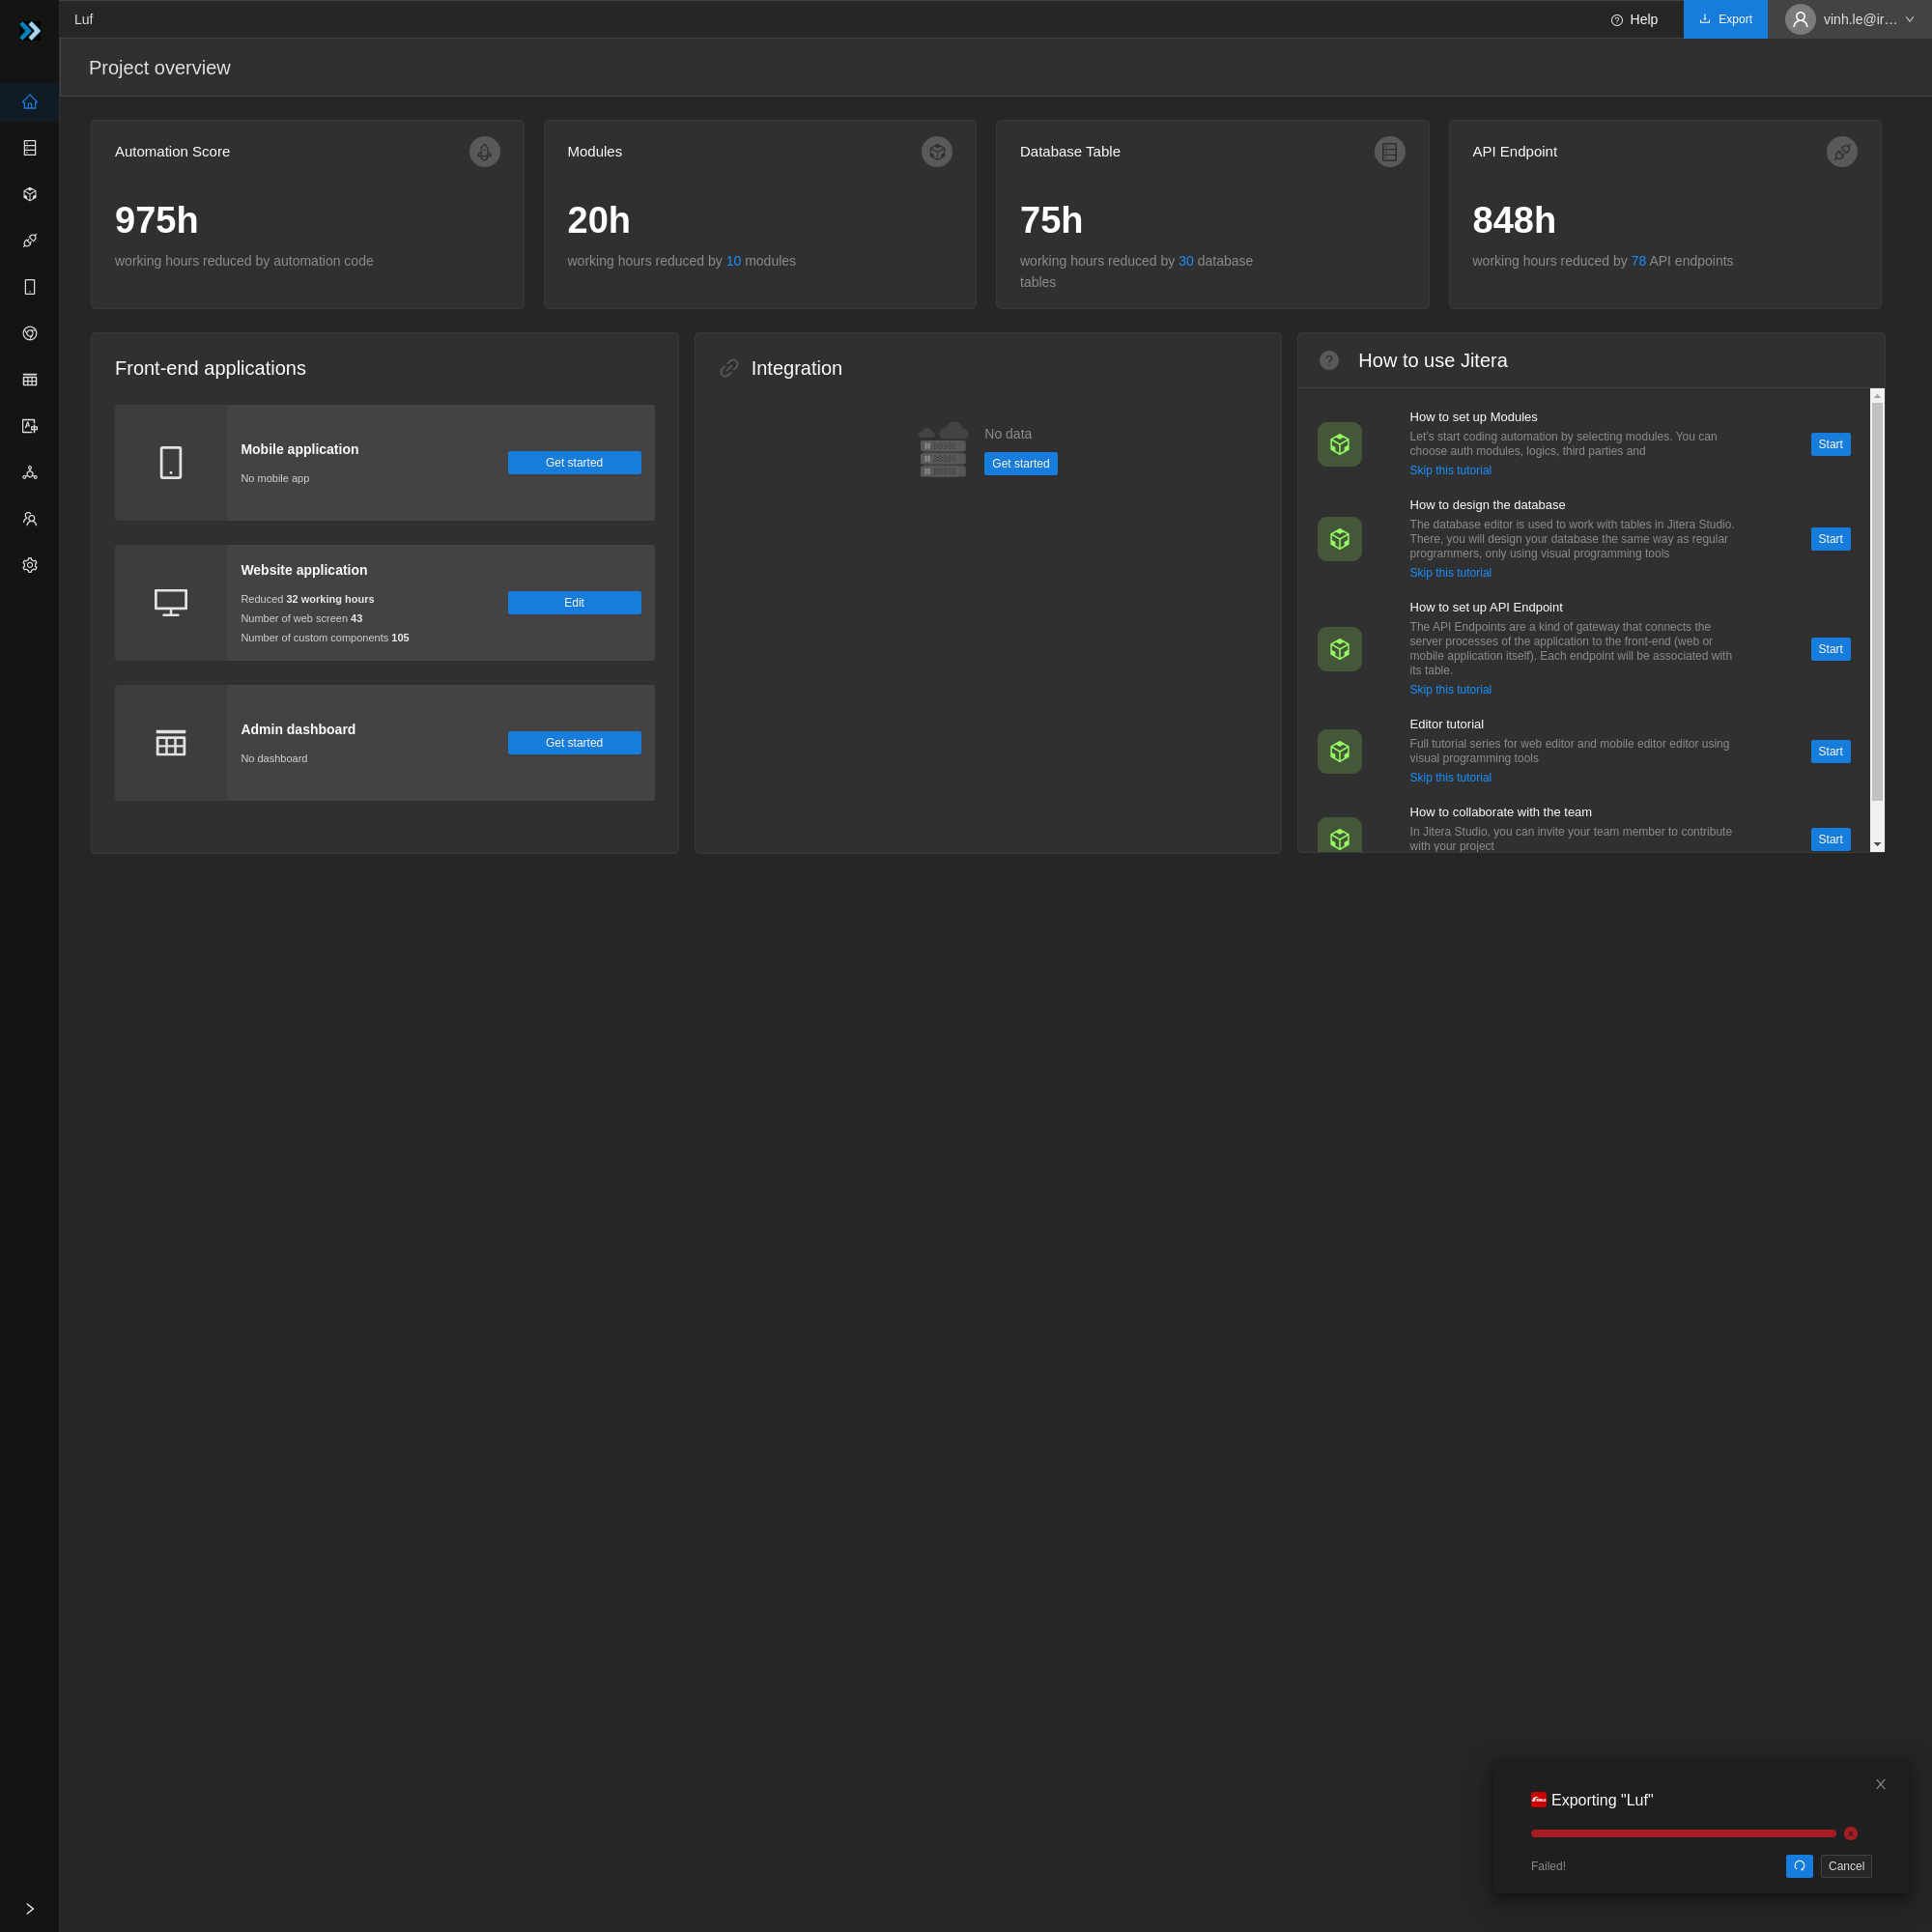 Luf
Help
Export
vinh.le@ir…
Project overview
Automation Score
975h
working hours reduced by automation code
Modules
20h
working hours reduced by 10 modules
Database Table
75h
working hours reduced by 30 database
tables
API Endpoint
848h
working hours reduced by 78 API endpoints
Front-end applications
Mobile application
No mobile app
Get started
Website application
Reduced 32 working hours
Number of web screen 43
Number of custom components 105
Edit
Admin dashboard
No dashboard
Get started
Integration
No data
Get started
How to use Jitera
How to set up Modules
Let's start coding automation by selecting modules. You can
choose auth modules, logics, third parties and
Skip this tutorial
Start
How to design the database
The database editor is used to work with tables in Jitera Studio.
There, you will design your database the same way as regular
programmers, only using visual programming tools
Skip this tutorial
Start
How to set up API Endpoint
The API Endpoints are a kind of gateway that connects the
server processes of the application to the front-end (web or
mobile application itself). Each endpoint will be associated with
its table.
Skip this tutorial
Start
Editor tutorial
Full tutorial series for web editor and mobile editor editor using
visual programming tools
Skip this tutorial
Start
How to collaborate with the team
In Jitera Studio, you can invite your team member to contribute
with your project
Start
Exporting "Luf"
Failed!
Cancel